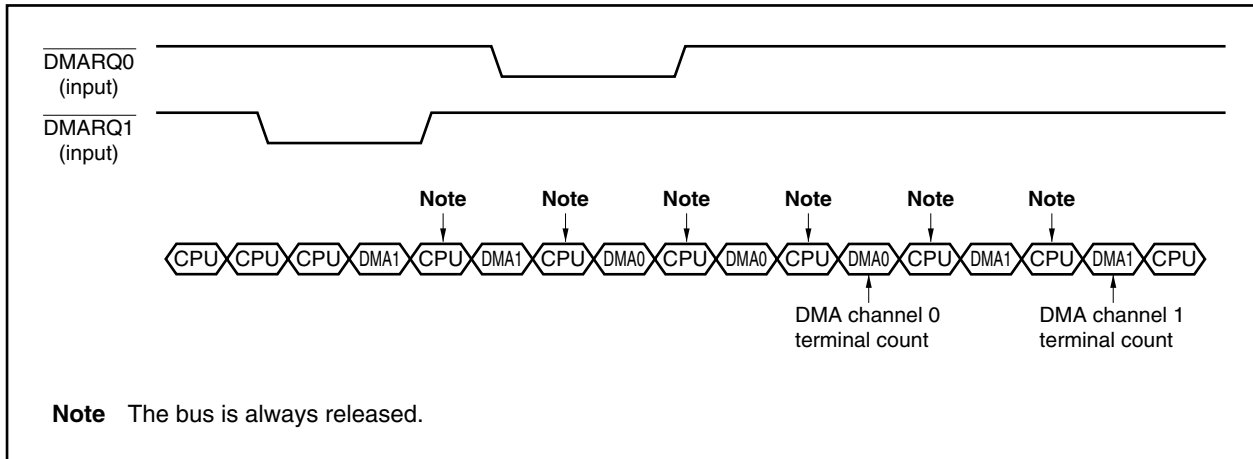 DMARQ0
(input)
DMARQ1
(input)
Note Note Note Note Note Note
CPU CPU CPU DMA1 CPU DMA1 CPU DMA0 CPU DMA0 CPU DMA0 CPU DMA1 CPU DMA1 CPU
DMA channel 0
terminal count
DMA channel 1
terminal count
Note The bus is always released.